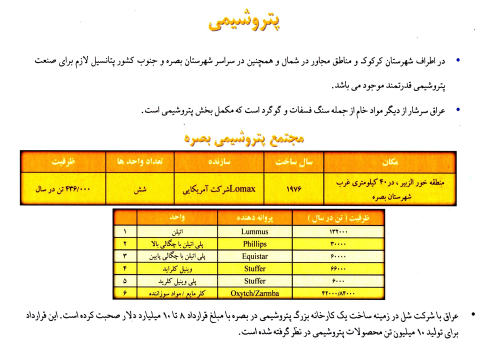 پتروشیمی
در اطراف شهرستان کرکوک و مناطق مجاور در شمال و همچنین در سراسر شهرستان بصره و جنوب کشور پتانسیل لازم برای صنعت
پتروشیمی قدرتمند موجود می باشد.
عراق سرشار از دیگر مواد خام از جمله سنگ فسفات و گوگرد است که مکمل بخش پتروشیمی است.
مجتمع پتروشیمی بصره
مکان سال ساخت سازنده تعداد واحد ها ظرفیت
منطقه خور الزبیر ، در ۴۰ کیلومتری غرب شهرستان بصره ۱۹۷۶ Lomaxشرکت آمریکایی شش ۴۳۶/۰۰۰ تن در سال
واحد پروانه دهنده ظرفیت ( تن در سال )
۱ اتیلن Lummus ۱۳۲۰۰۰
۲ پلی اتیلن با چگالی بالا Phillips ۳۰۰۰۰
۳ پلی اتیلن با چگالی پایین Equistar ۶۰۰۰۰
۴ وینیل کلراید Stuffer ۶۶۰۰۰
۵ پلی وینیل کلرید Stuffer ۶۰۰۰
۶ کلر مایع / مواد سوزاننده Oxytch/Zarmba ۴۲۰۰۰/۸۴۰۰۰
عراق با شرکت شل در زمینه ساخت یک کارخانه بزرگ پتروشیمی در بصره با مبلغ قرارداد ۸ تا ۱۰ میلیارد دلار صحبت کرده است. این قرارداد
برای تولید ۱۰ میلیون تن محصولات پتروشیمی در نظر گرفته شده است.